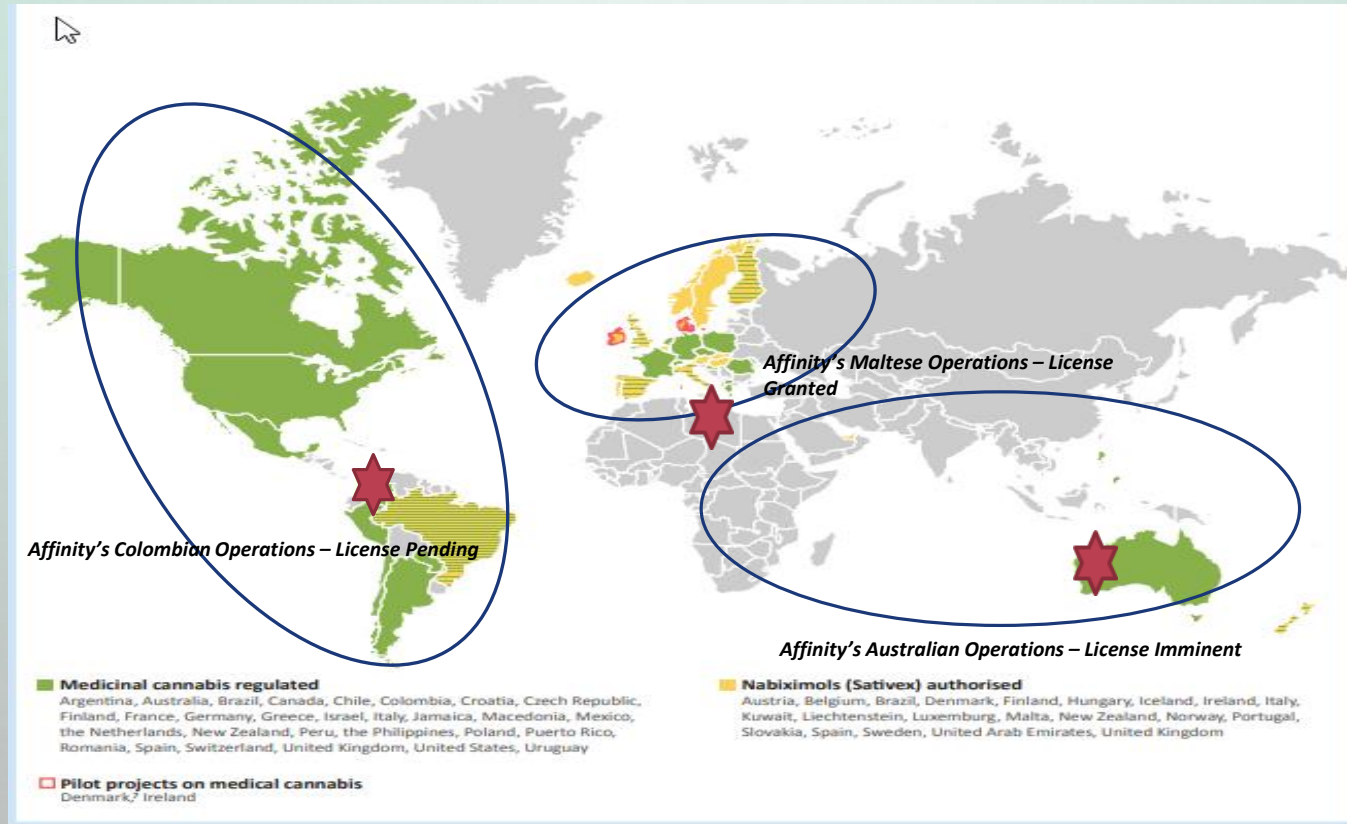 Affinity's Maltese Operations – License
Granted
Affinity's Colombian Operations – License Pending
Affinity's Australian Operations – License Imminent
Medicinal cannabis regulated
Argentina, Australia, Brazil, Canada, Chile, Colombia, Croatia, Czech Republic,
Finland, France, Germany, Greece, Israel, Italy, Jamaica, Macedonia, Mexico,
the Netherlands, New Zealand, Peru, the Philippines, Poland, Puerto Rico,
Romania, Spain, Switzerland, United Kingdom, United States, Uruguay
Nabiximols (Sativex) authorised
Austria, Belgium, Brazil, Denmark, Finland, Hungary, Iceland, Ireland, Italy,
Kuwait, Liechtenstein, Luxemburg, Malta, New Zealand, Norway, Portugal,
Slovakia, Spain, Sweden, United Arab Emirates, United Kingdom
Pilot projects on medical cannabis
Denmark,⁷ Ireland